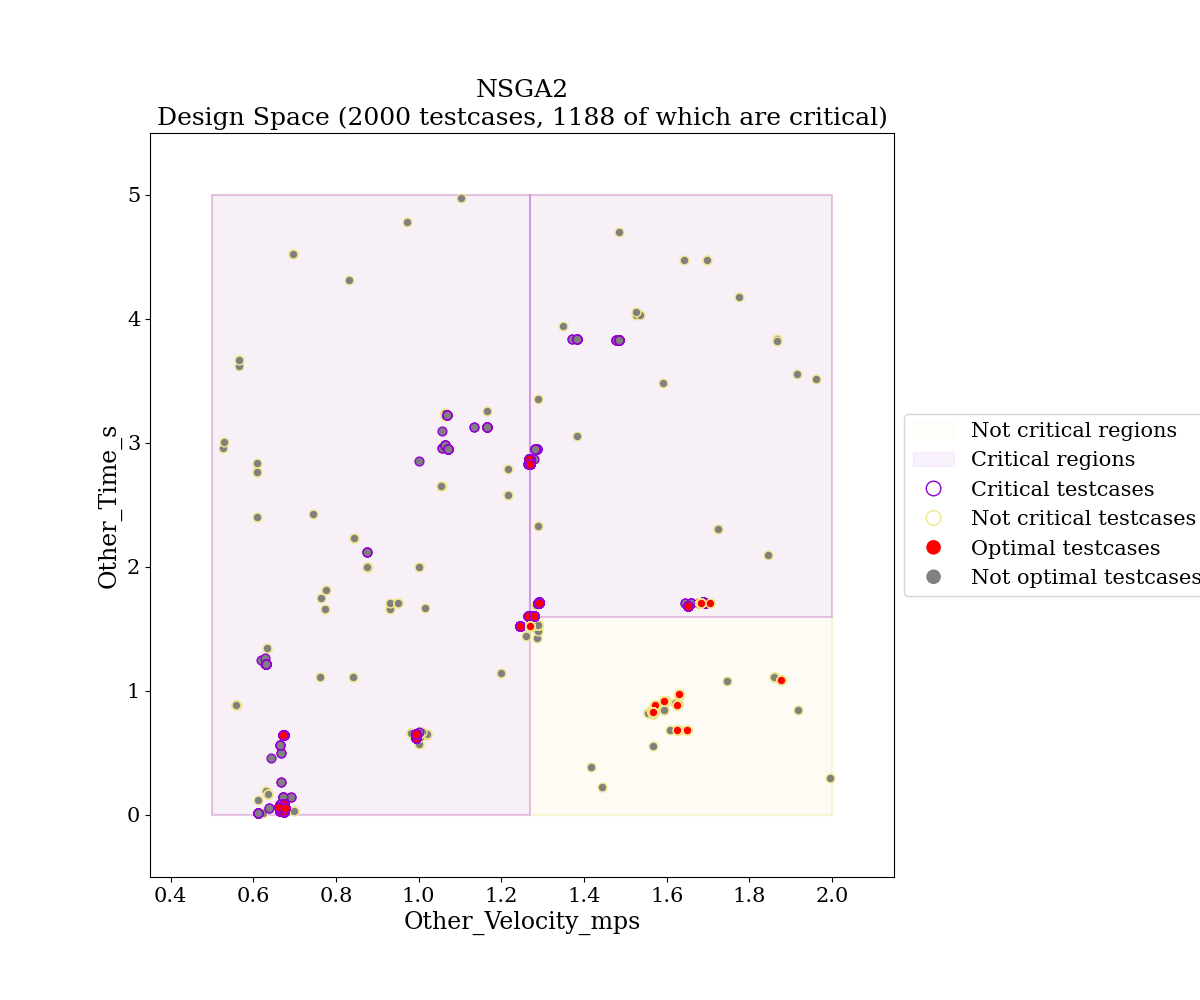 NSGA2
Design Space (2000 testcases, 1188 of which are critical)
5
4
3
2
1
0
Other_Time_s
0.4 0.6 0.8 1.0 1.2 1.4 1.6 1.8 2.0
Other_Velocity_mps
Not critical regions
Critical regions
Critical testcases
Not critical testcases
Optimal testcases
Not optimal testcases